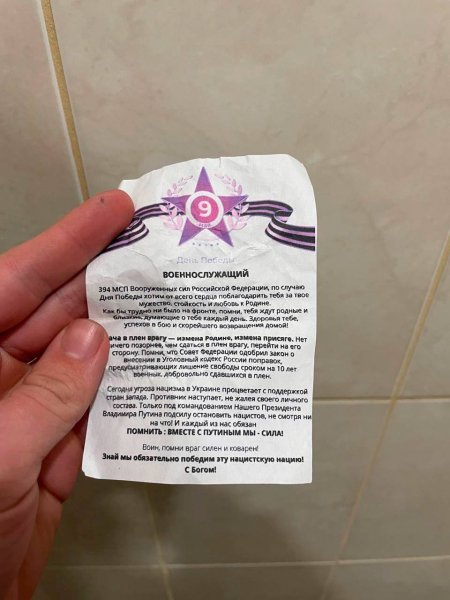 9
День Победы
ВОЕННОСЛУЖАЩИЙ
394 МСП Вооруженных сил Российской Федерации, по случаю
Дня Победы хотим от всего сердца поблагодарить тебя за твое
мужество, стойкость и любовь к Родине.
Как бы трудно ни было на фронте, помни, тебя ждут родные и
близкие, думающие о тебе каждый день. Здоровья тебе,
успехов в бою и скорейшего возвращения домой!
ача в плен врагу — измена Родине, измена присяге. Нет
ичего позорнее, чем сдаться в плен врагу, перейти на его
сторону. Помни, что Совет Федерации одобрил закон о
внесении в Уголовный кодекс России поправок,
предусматривающих лишение свободы сроком на 10 лет
военных, добровольно сдавшихся в плен.
Сегодня угроза нацизма в Украине процветает с поддержкой
стран запада. Противник наступает, не жалея своего личного
состава. Только под командованием Нашего Президента
Владимира Путина подсилу остановить нацистов, не смотря ни
на что! И каждый из нас обязан
ПОМНИТЬ : ВМЕСТЕ С ПУТИНЫМ МЫ - СИЛА!
Воин, помни враг силен и коварен!
Знай мы обязательно победим эту нацистскую нацию!
С Богом!